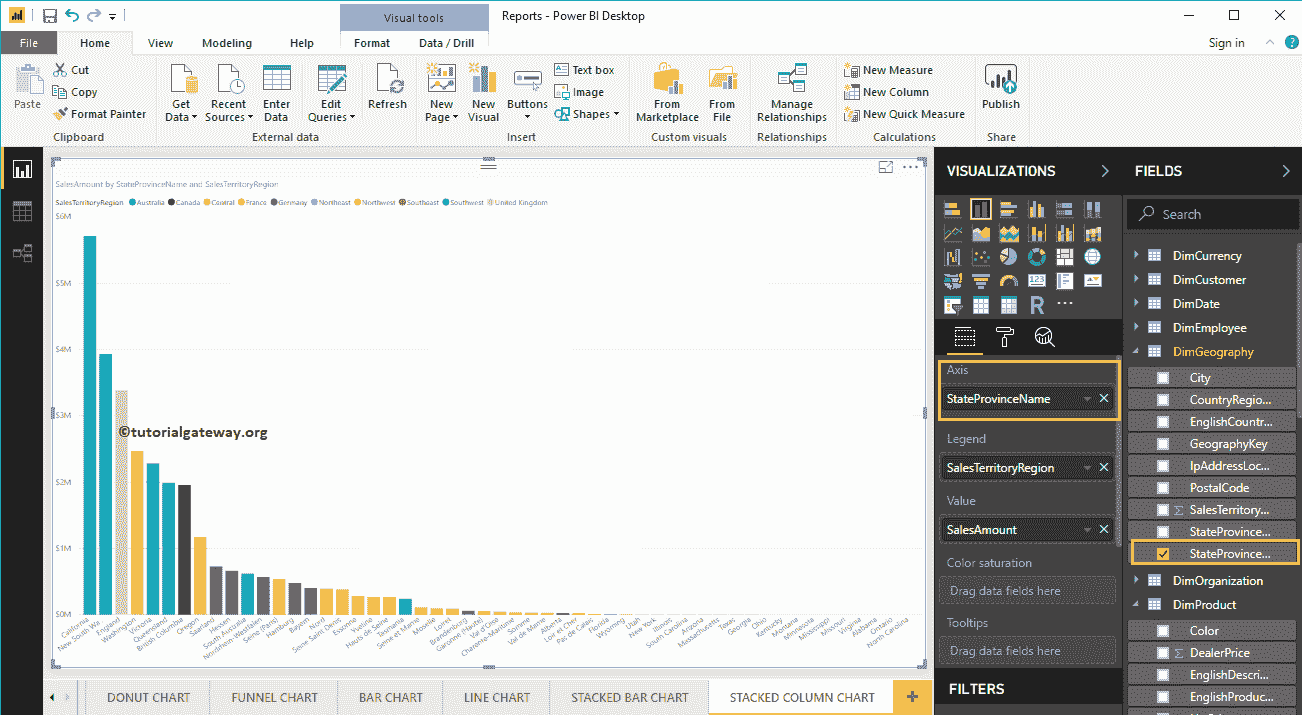 Visual tools
Reports - Power BI Desktop
File
Home
View
Modeling
Help
Format
Data / Drill
Sign in
?
Paste
Cut
Copy
Format Painter
Clipboard
Get Data
Recent Sources
Enter Data
Edit Queries
External data
Refresh
New Page
New Visual
Buttons
Text box
Image
Shapes
Insert
From Marketplace
From File
Custom visuals
Manage Relationships
Relationships
New Measure
New Column
New Quick Measure
Calculations
Publish
Share
SalesAmount by StateProvinceName and SalesTerritoryRegion
SalesTerritoryRegion Australia Canada Central France Germany Northeast Northwest Southeast Southwest United Kingdom
$6M
$5M
$4M
$3M
$2M
$1M
$0M
©tutorialgateway.org
California
New South Wa...
England
Washington
Victoria
Queensland
British Columbia
Oregon
Saarland
Hessen
South Australia
Nordrhein-Westfalen
Seine (Paris)
Hamburg
Bayern
Nord
Seine Saint Denis
Essonne
Yveline
Hauts de Seine
Tasmania
Seine et Marne
Moselle
Loiret
Brandenburg
Garonne (Haute)
Val d'Oise
Charente-Maritime
Somme
Val de Marne
Alberta
Loir et Cher
Pas de Calais
Florida
Wyoming
Utah
New York
Illinois
South Carolina
Arizona
Massachusetts
Texas
Georgia
Ohio
Kentucky
Montana
Minnesota
Mississippi
Missouri
Virginia
Alabama
Ontario
North Carolina
DONUT CHART
FUNNEL CHART
BAR CHART
LINE CHART
STACKED BAR CHART
STACKED COLUMN CHART
+
VISUALIZATIONS
123
R
Axis
StateProvinceName
Legend
SalesTerritoryRegion
Value
SalesAmount
Color saturation
Drag data fields here
Tooltips
Drag data fields here
FILTERS
FIELDS
Search
DimCurrency
DimCustomer
DimDate
DimEmployee
DimGeography
City
CountryRegio...
EnglishCountr...
GeographyKey
IpAddressLoc...
PostalCode
Σ SalesTerritory...
StateProvince...
StateProvince...
DimOrganization
DimProduct
Color
Σ DealerPrice
EnglishDescri...
EnglishProduc...